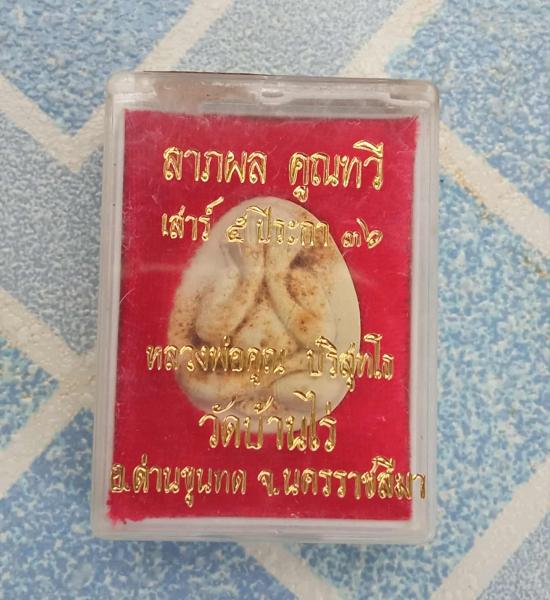 ลาภผล คูณทวี
เสาร์ ๕ ปีระกา ๓๖
หลวงพ่อคูณ ปริสุทโธ
วัดบ้านไร่
อ.ด่านขุนทด จ.นครราชสีมา